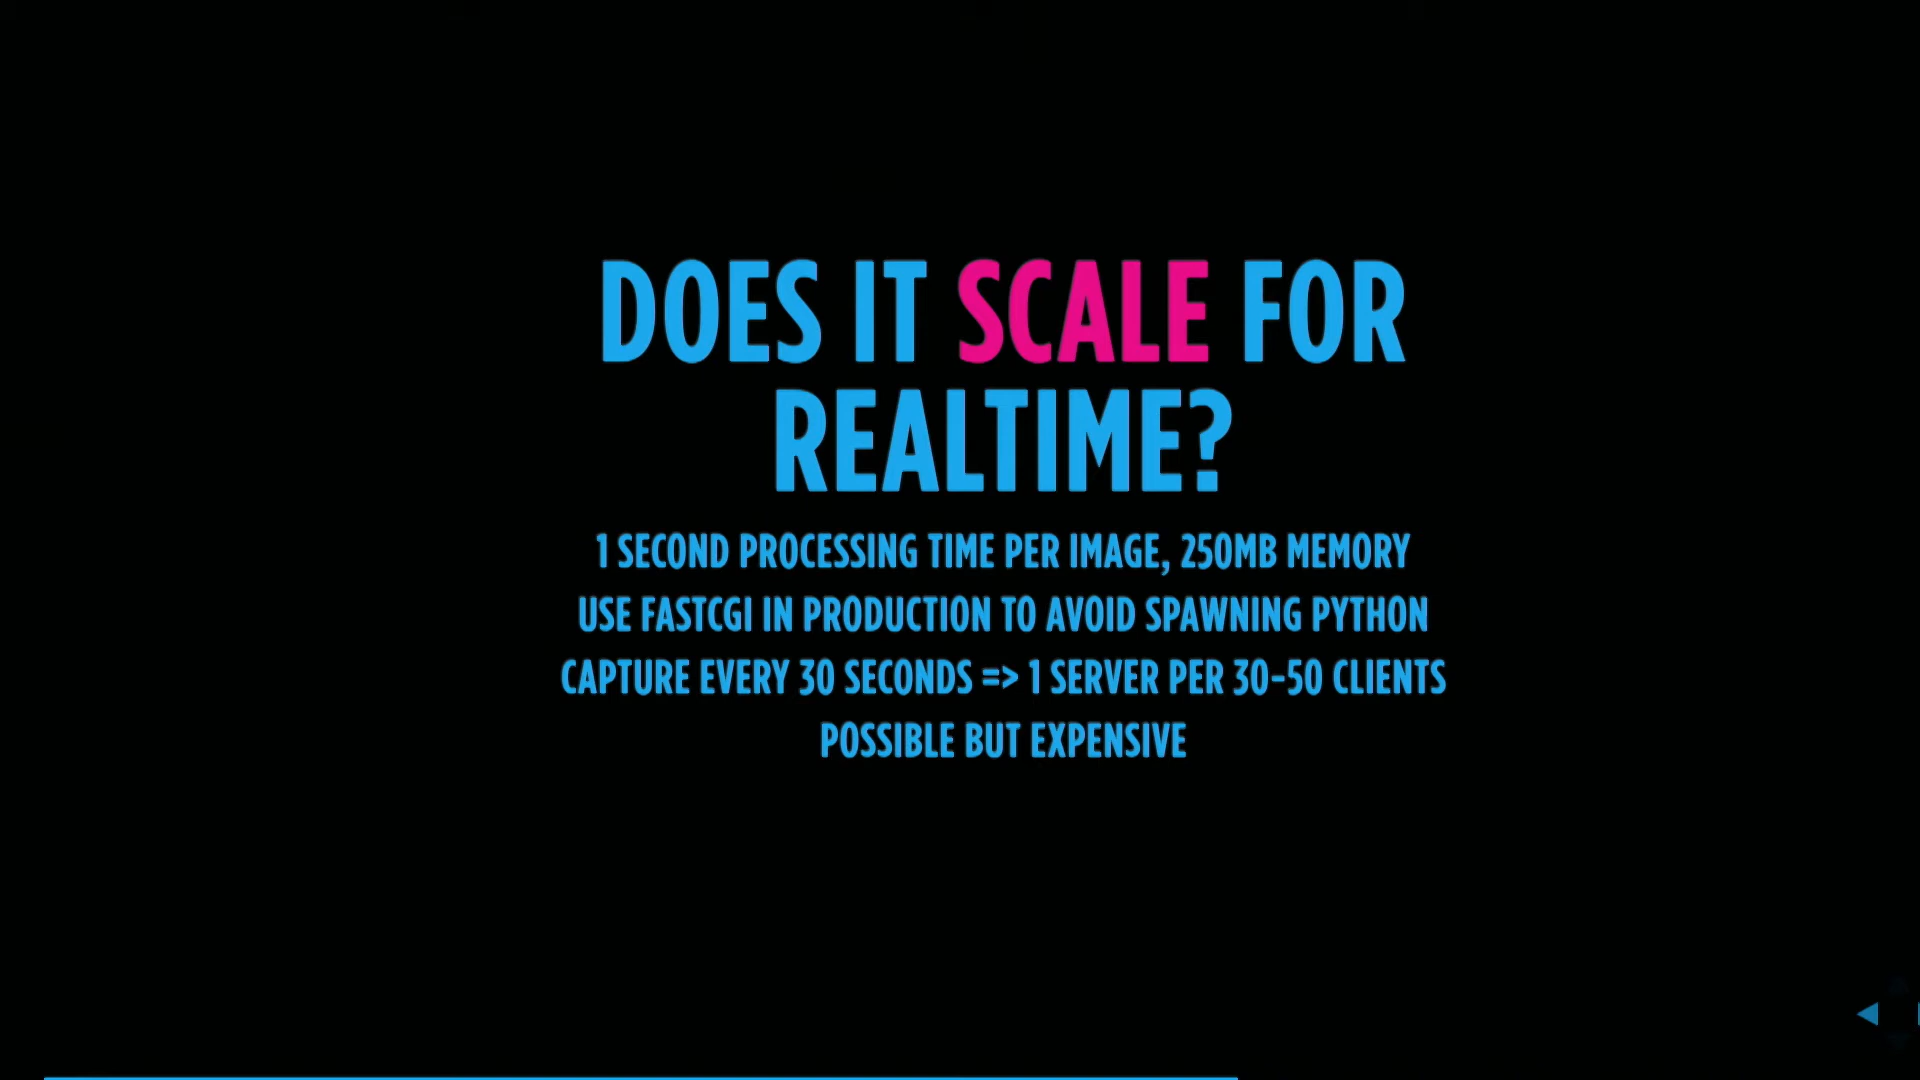 DOES IT SCALE FOR
REALTIME?
1 SECOND PROCESSING TIME PER IMAGE, 250MB MEMORY
USE FASTCGI IN PRODUCTION TO AVOID SPAWNING PYTHON
CAPTURE EVERY 30 SECONDS => 1 SERVER PER 30-50 CLIENTS
POSSIBLE BUT EXPENSIVE